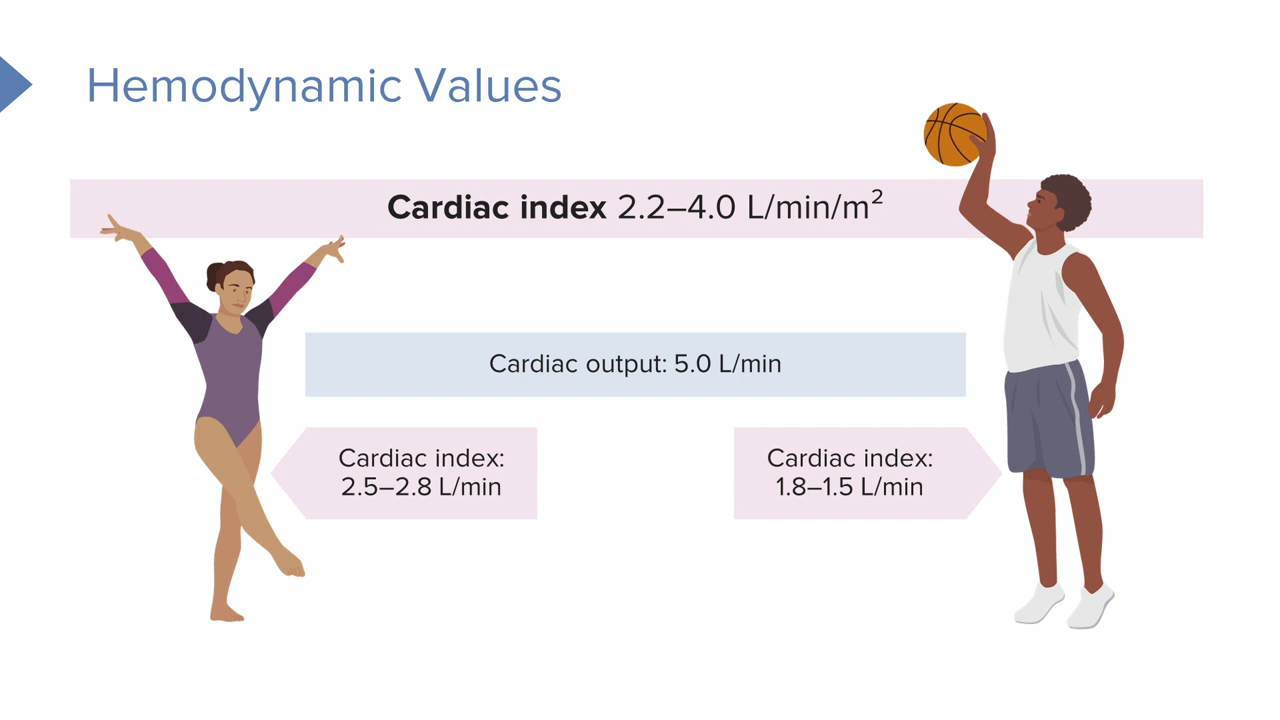 Hemodynamic Values
Cardiac index 2.2–4.0 L/min/m²
Cardiac output: 5.0 L/min
Cardiac index:
2.5–2.8 L/min
Cardiac index:
1.8–1.5 L/min